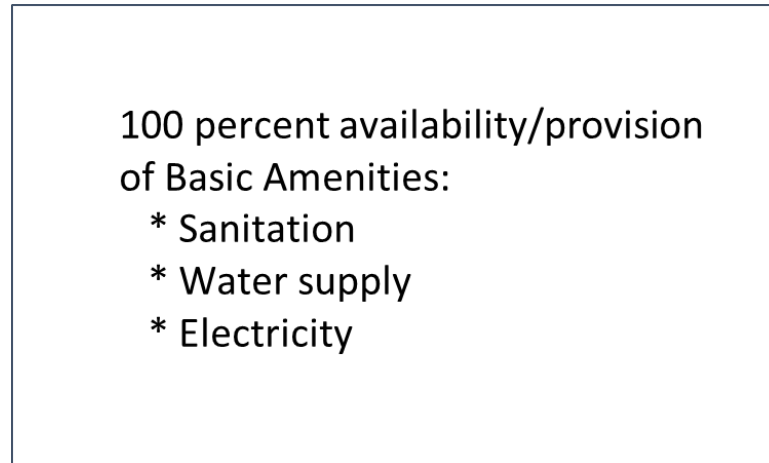 100 percent availability/provision
of Basic Amenities:
* Sanitation
* Water supply
* Electricity